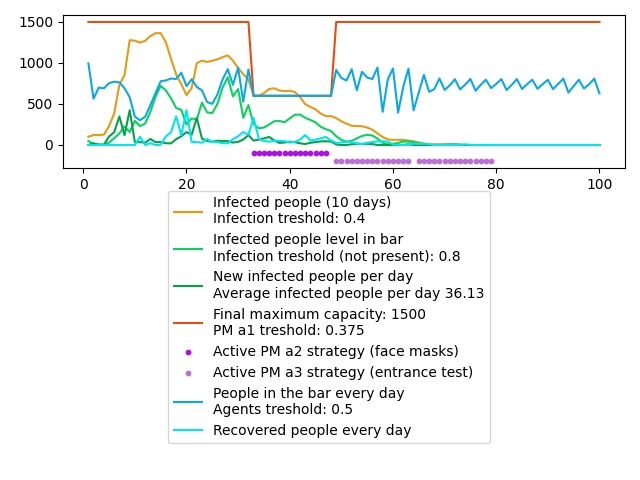 1500
1000
500
0
0 20 40 60 80 100
Infected people (10 days)
Infection treshold: 0.4
Infected people level in bar
Infection treshold (not present): 0.8
New infected people per day
Average infected people per day 36.13
Final maximum capacity: 1500
PM a1 treshold: 0.375
Active PM a2 strategy (face masks)
Active PM a3 strategy (entrance test)
People in the bar every day
Agents treshold: 0.5
Recovered people every day